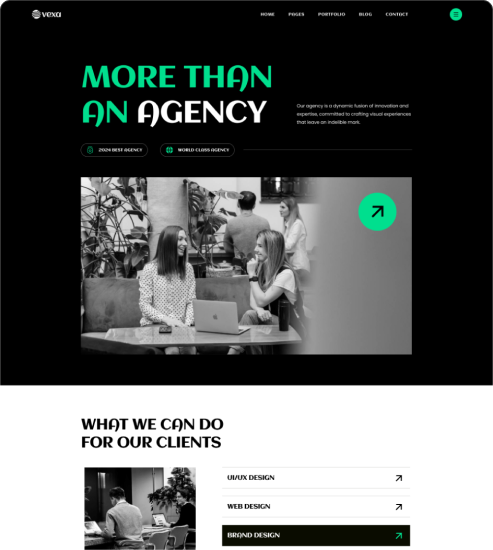 vexa
HOME PAGES PORTFOLIO BLOG CONTACT
MORE THAN
AN AGENCY
Our agency is a dynamic fusion of innovation and
expertise, committed to crafting visual experiences
that leave an indelible mark.
2024 BEST AGENCY
WORLD CLASS AGENCY
WHAT WE CAN DO
FOR OUR CLIENTS
UI/UX DESIGN
WEB DESIGN
BRAND DESIGN